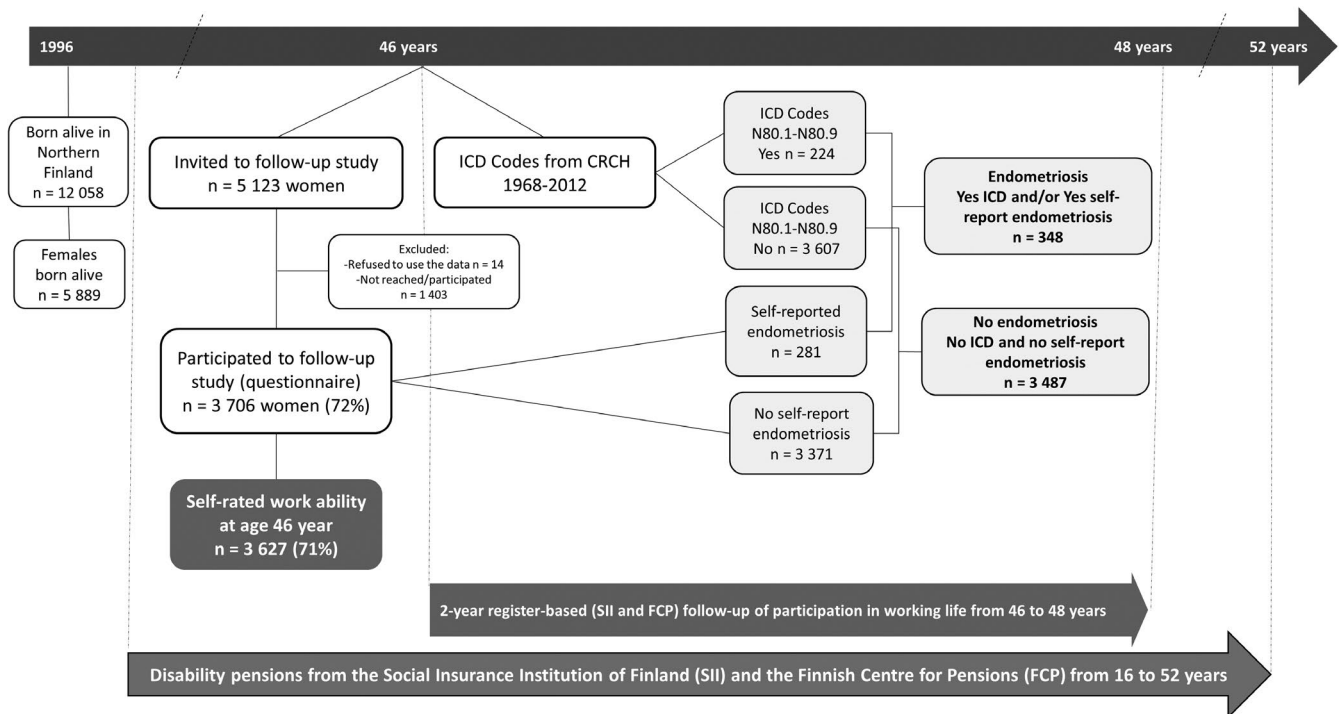 1996
46 years
48 years
52 years
Born alive in
Northern
Finland
n = 12 058
Females
born alive
n = 5 889
Invited to follow-up study
n = 5 123 women
Excluded:
-Refused to use the data n = 14
-Not reached/participated
n = 1 403
Participated to follow-up
study (questionnaire)
n = 3 706 women (72%)
Self-rated work ability
at age 46 year
n = 3 627 (71%)
ICD Codes from CRCH
1968-2012
ICD Codes
N80.1-N80.9
Yes n = 224
ICD Codes
N80.1-N80.9
No n = 3 607
Self-reported
endometriosis
n = 281
No self-report
endometriosis
n = 3 371
Endometriosis
Yes ICD and/or Yes self-
report endometriosis
n = 348
No endometriosis
No ICD and no self-report
endometriosis
n = 3 487
2-year register-based (SII and FCP) follow-up of participation in working life from 46 to 48 years
Disability pensions from the Social Insurance Institution of Finland (SII) and the Finnish Centre for Pensions (FCP) from 16 to 52 years